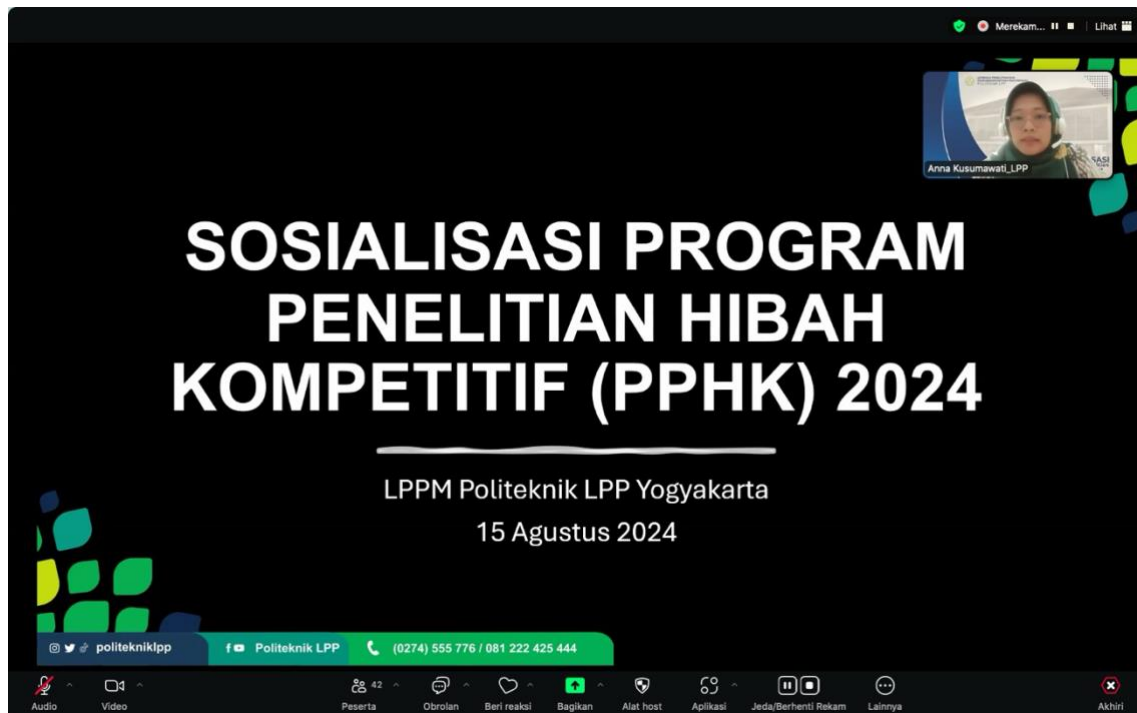 Merekam...
Lihat
Anna Kusumawati_LPP
SOSIALISASI PROGRAM
PENELITIAN HIBAH
KOMPETITIF (PPHK) 2024
LPPM Politeknik LPP Yogyakarta
15 Agustus 2024
politekniklpp
Politeknik LPP
(0274) 555 776 / 081 222 425 444
Audio
Video
42
Peserta
Obrolan
Beri reaksi
Bagikan
Alat host
Aplikasi
Jeda/Berhenti Rekam
Lainnya
Akhiri